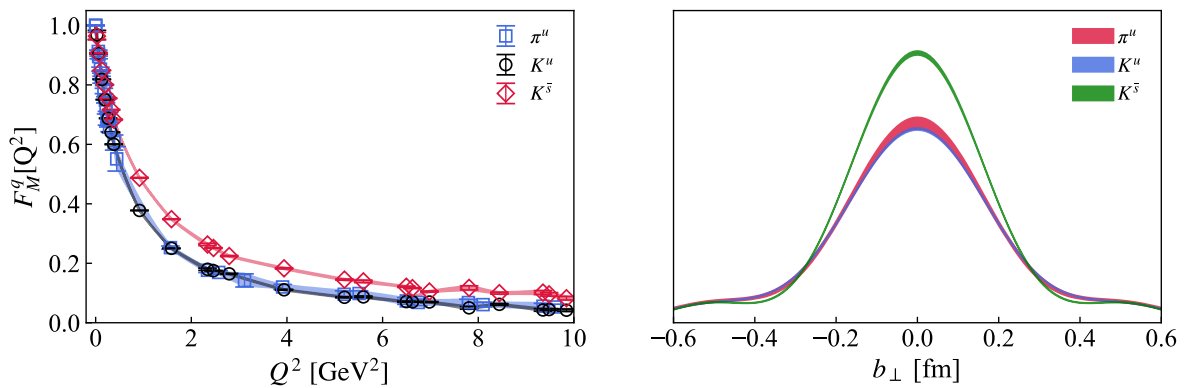 1.0
0.8
0.6
0.4
0.2
0.0
0 2 4 6 8 10
F_M^q[Q^2]
Q^2 [GeV^2]
π^u
K^u
K^{s̄}
π^u
K^u
K^{s̄}
−0.6 −0.4 −0.2 0.0 0.2 0.4 0.6
b_⊥ [fm]